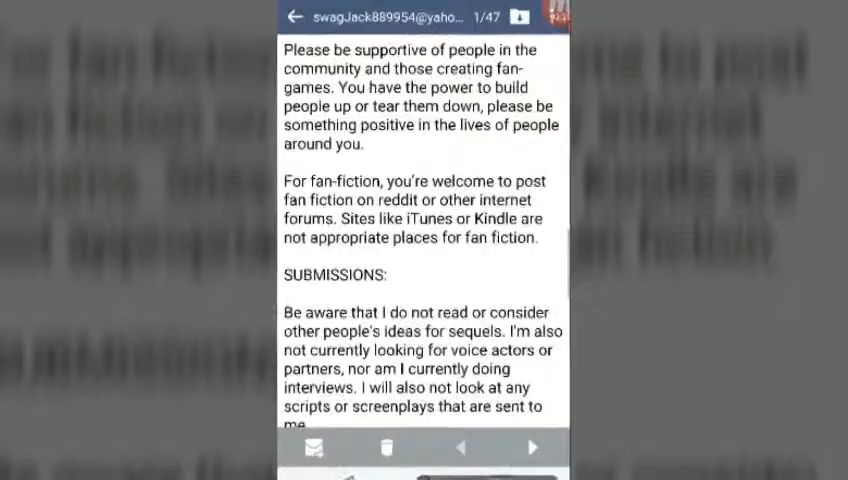 swagJack889954@yaho... 1/47
Please be supportive of people in the
community and those creating fan-
games. You have the power to build
people up or tear them down, please be
something positive in the lives of people
around you.
For fan-fiction, you're welcome to post
fan fiction on reddit or other internet
forums. Sites like iTunes or Kindle are
not appropriate places for fan fiction.
SUBMISSIONS:
Be aware that I do not read or consider
other people's ideas for sequels. I'm also
not currently looking for voice actors or
partners, nor am I currently doing
interviews. I will also not look at any
scripts or screenplays that are sent to
me